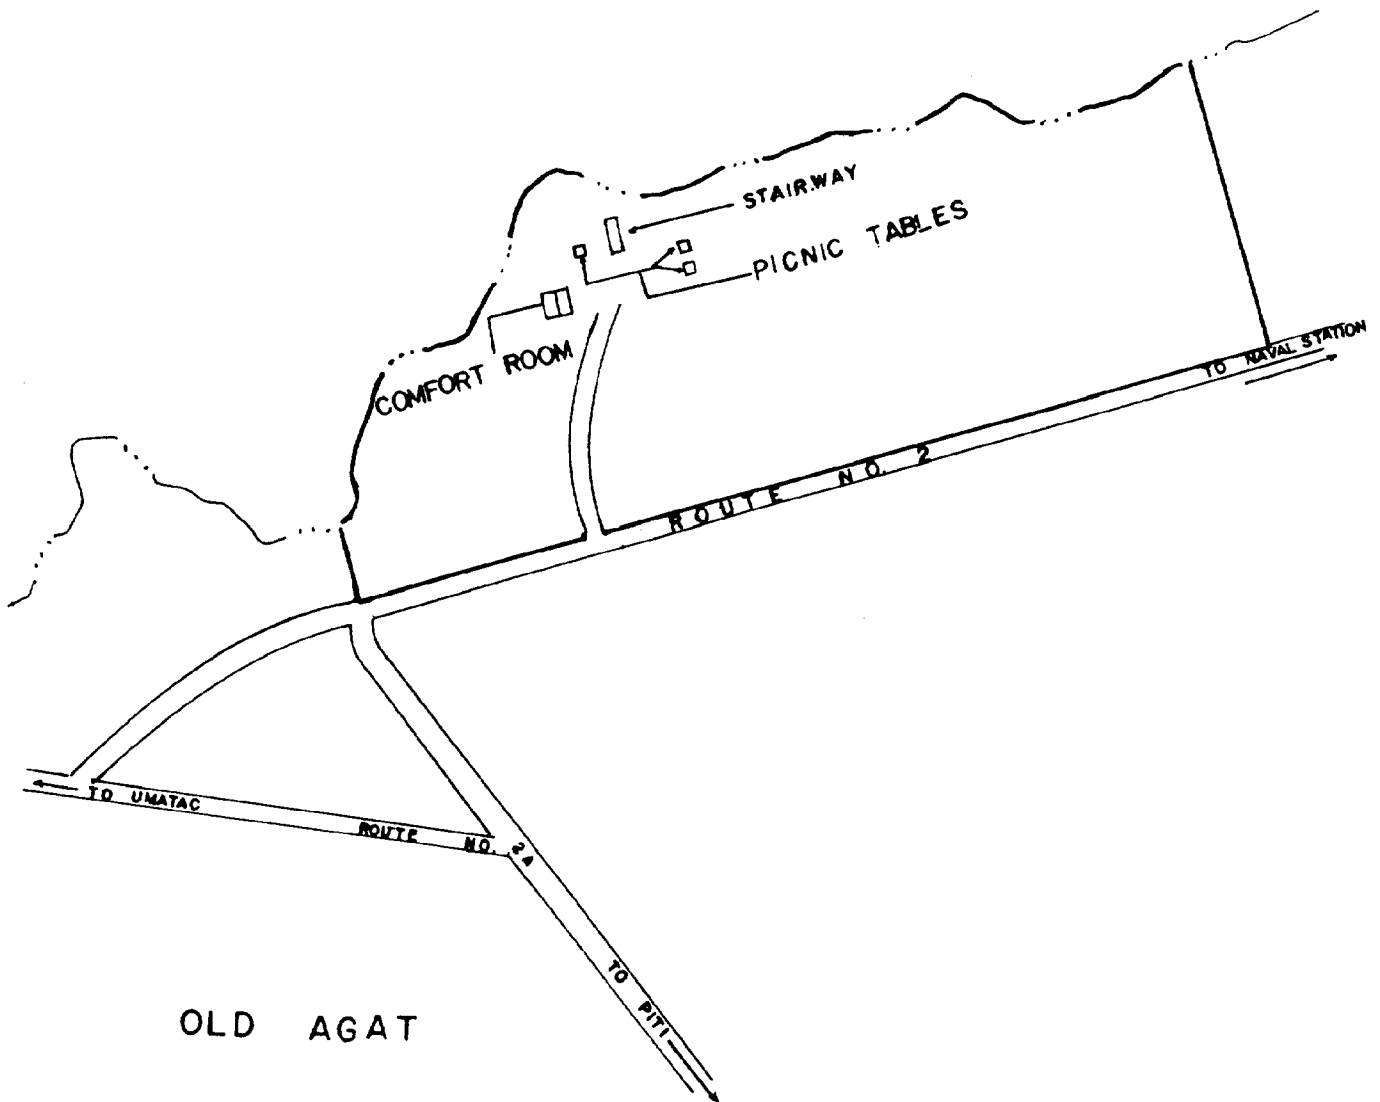 STAIRWAY
PICNIC TABLES
COMFORT ROOM
TO NAVAL STATION
ROUTE NO. 2
TO UMATAC
ROUTE NO. 2A
TO PITI
OLD AGAT